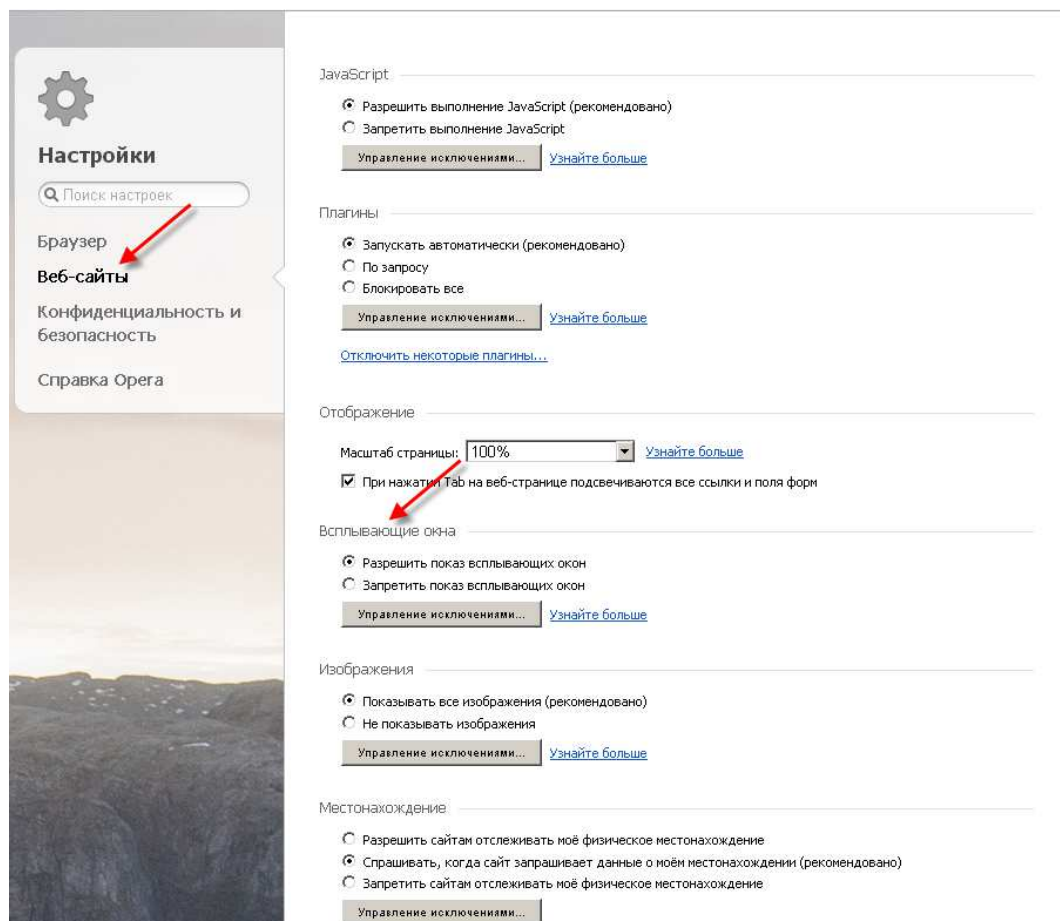 Настройки
Поиск настроек
Браузер
Веб-сайты
Конфиденциальность и
безопасность
Справка Opera
JavaScript
Разрешить выполнение JavaScript (рекомендовано)
Запретить выполнение JavaScript
Управление исключениями... Узнайте больше
Плагины
Запускать автоматически (рекомендовано)
По запросу
Блокировать все
Управление исключениями... Узнайте больше
Отключить некоторые плагины...
Отображение
Масштаб страницы: 100% Узнайте больше
При нажатии Tab на веб-странице подсвечиваются все ссылки и поля форм
Всплывающие окна
Разрешить показ всплывающих окон
Запретить показ всплывающих окон
Управление исключениями... Узнайте больше
Изображения
Показывать все изображения (рекомендовано)
Не показывать изображения
Управление исключениями... Узнайте больше
Местонахождение
Разрешить сайтам отслеживать моё физическое местонахождение
Спрашивать, когда сайт запрашивает данные о моём местонахождении (рекомендовано)
Запретить сайтам отслеживать моё физическое местонахождение
Управление исключениями...